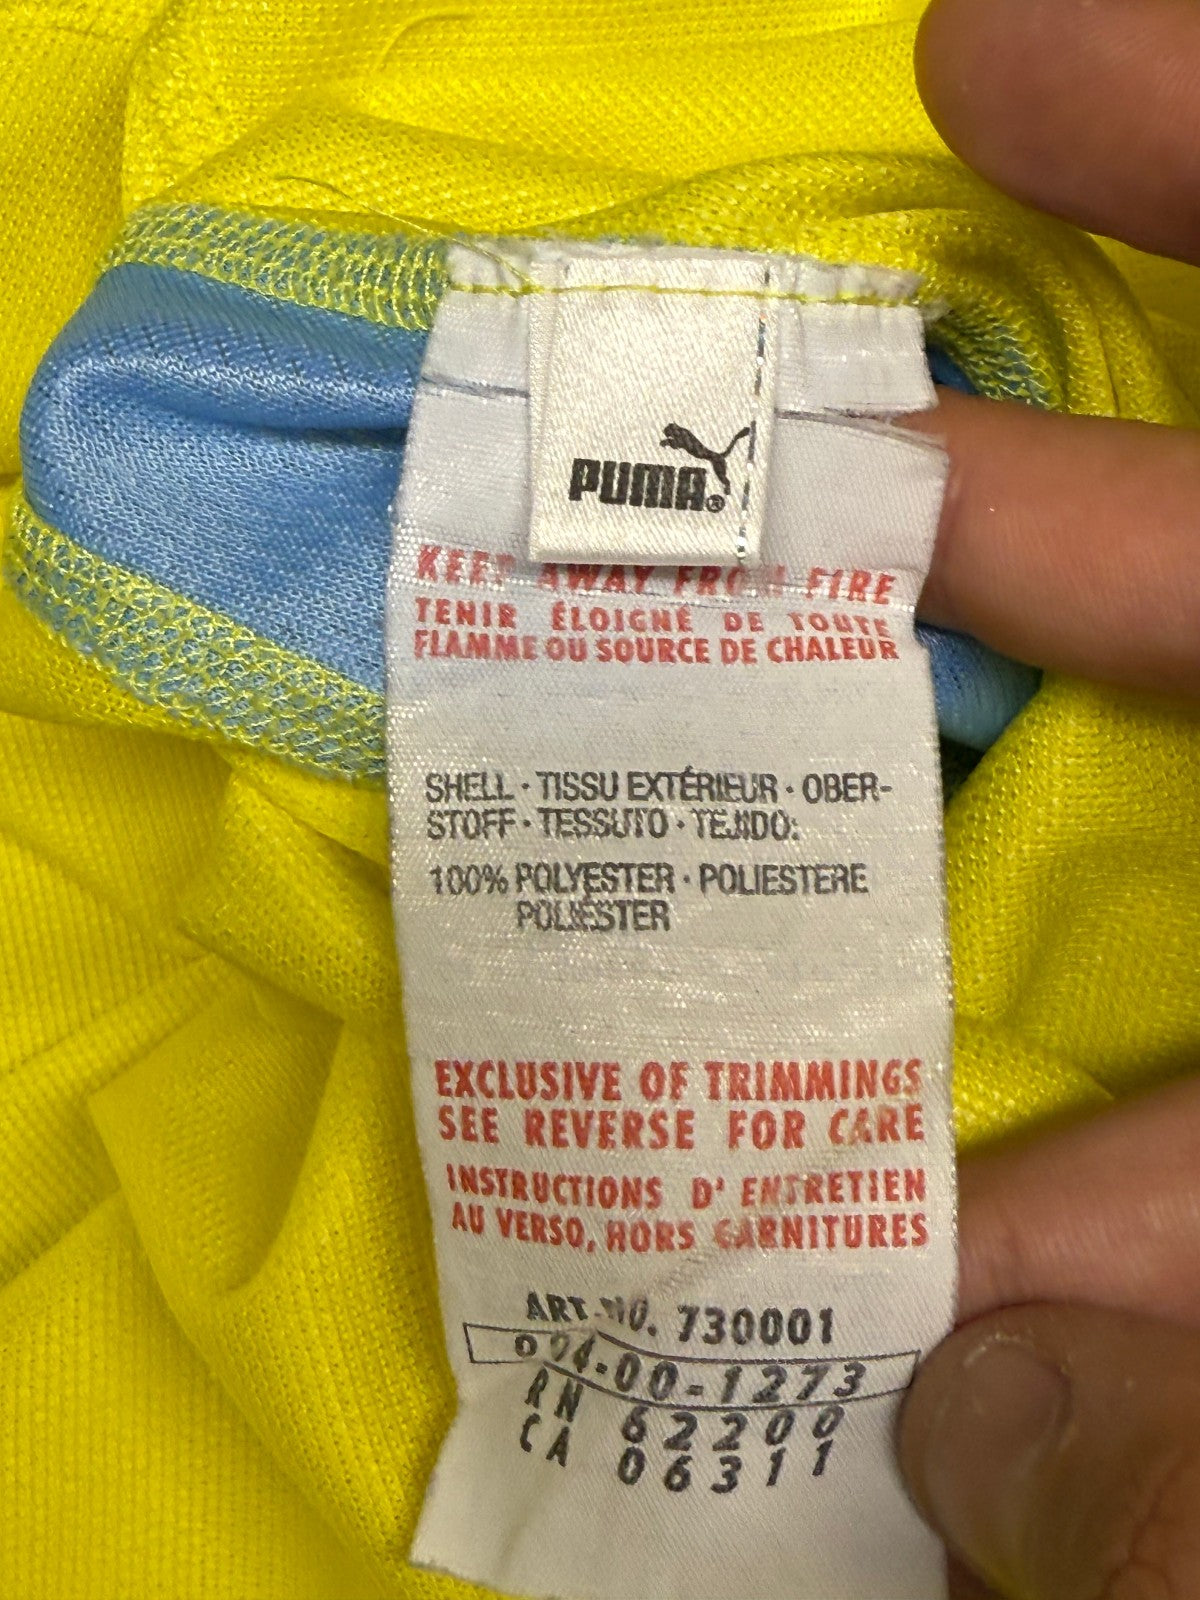 PUMA®
KEEP AWAY FROM FIRE
TENIR ÉLOIGNÉ DE TOUTE
FLAMME OU SOURCE DE CHALEUR
SHELL · TISSU EXTÉRIEUR · OBER-
STOFF · TESSUTO · TEJIDO:
100% POLYESTER · POLIESTERE
POLIÉSTER
EXCLUSIVE OF TRIMMINGS
SEE REVERSE FOR CARE
INSTRUCTIONS D' ENTRETIEN
AU VERSO, HORS GARNITURES
ART.NO. 730001
094-00-1273
RN 62200
CA 06311